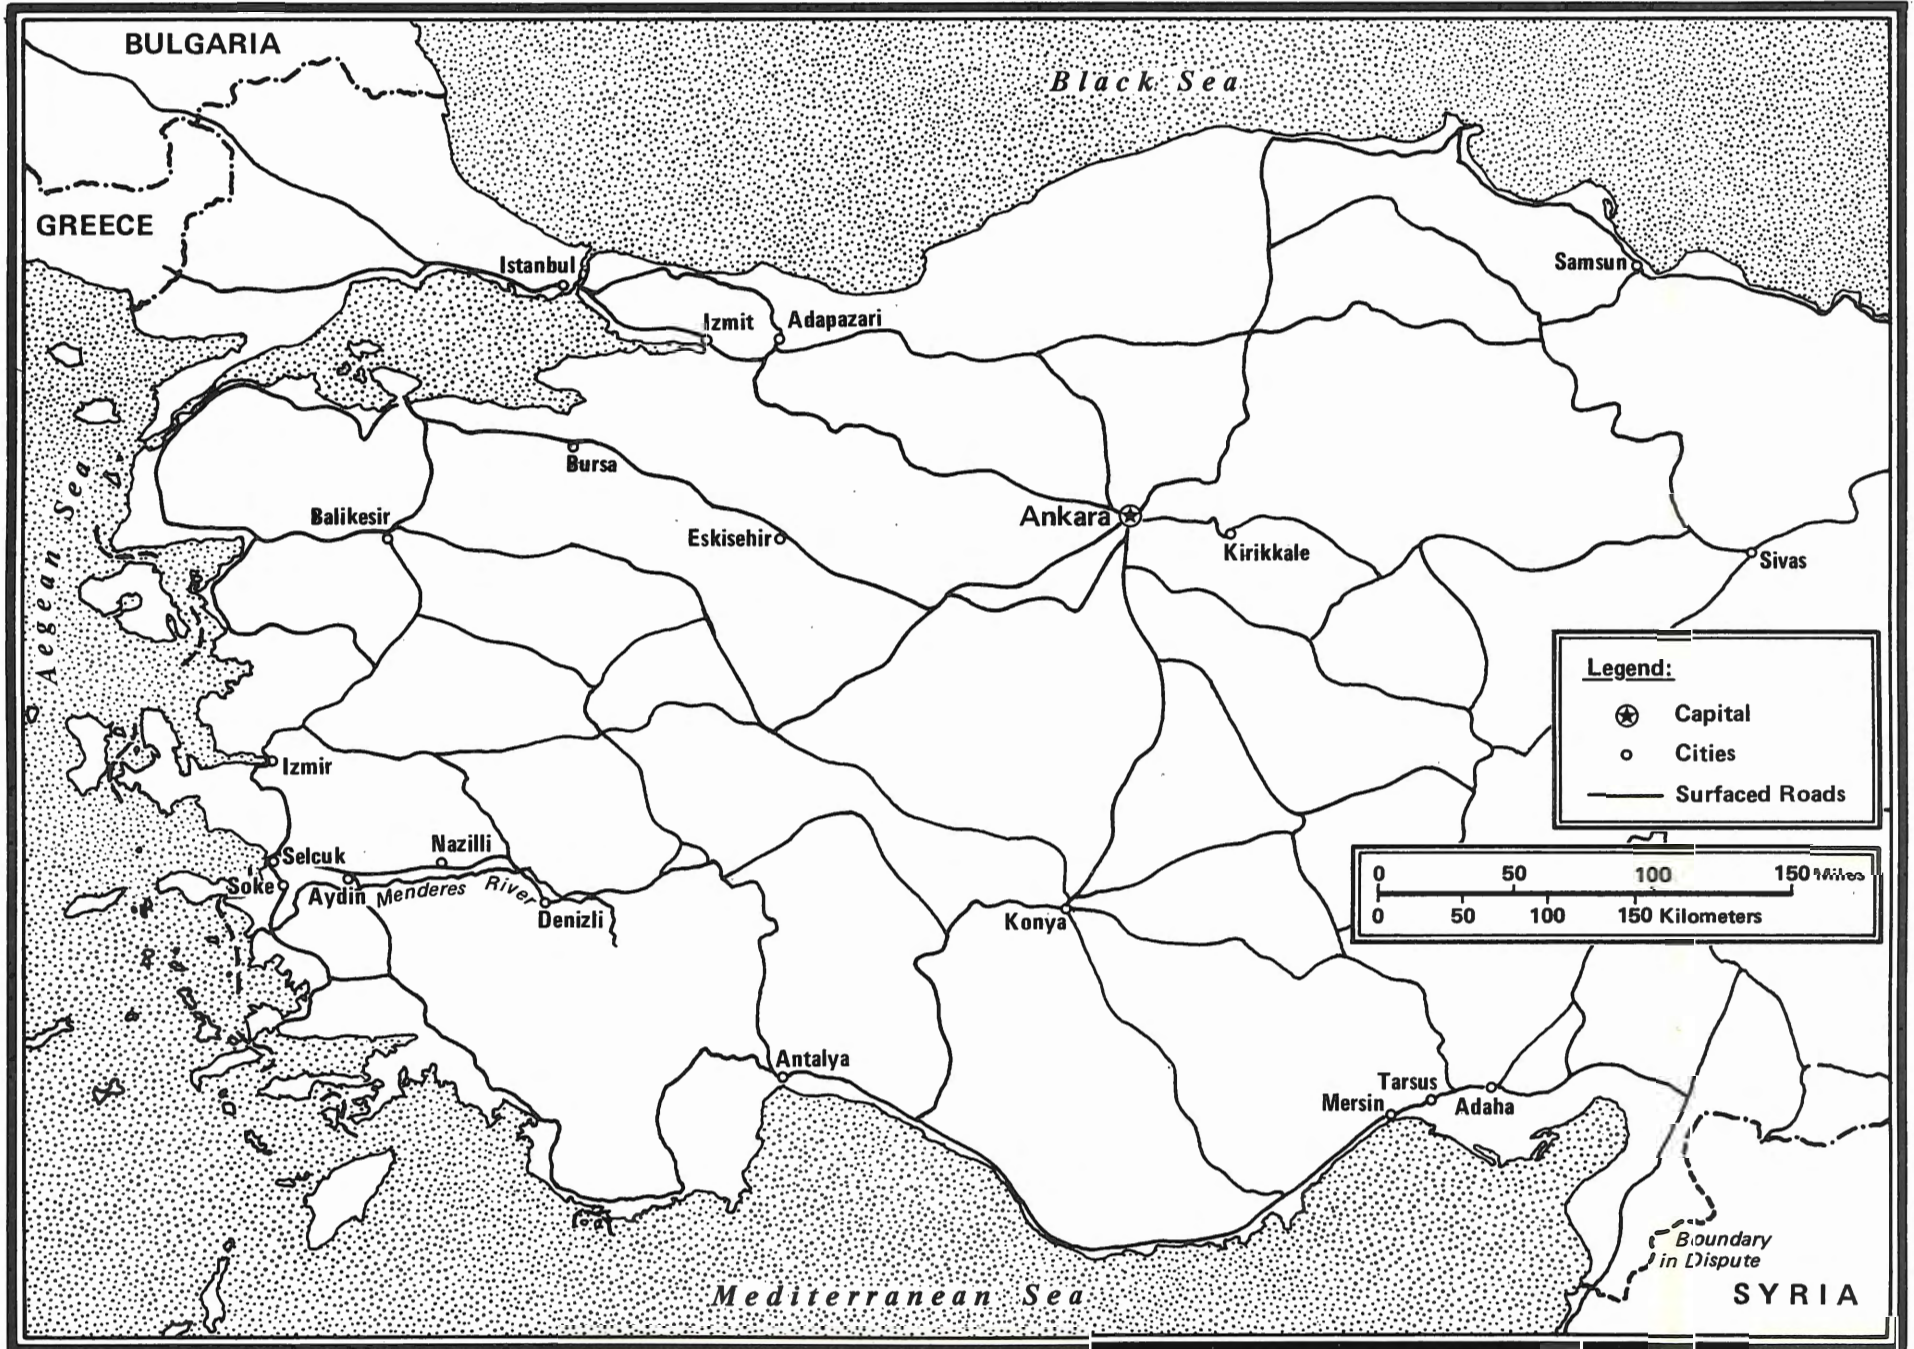 BULGARIA
Black Sea
GREECE
Istanbul
Samsun
Izmit
Adapazari
Aegean Sea
Bursa
Balikesir
Ankara
Eskisehir
Kirikkale
Sivas
Legend:
Capital
Cities
Surfaced Roads
Izmir
Nazilli
Selcuk
Soke
Aydin
Menderes River
Denizli
Konya
0 50 100 150 Miles
0 50 100 150 Kilometers
Antalya
Tarsus
Mersin
Adaha
Boundary
in Dispute
Mediterranean Sea
SYRIA